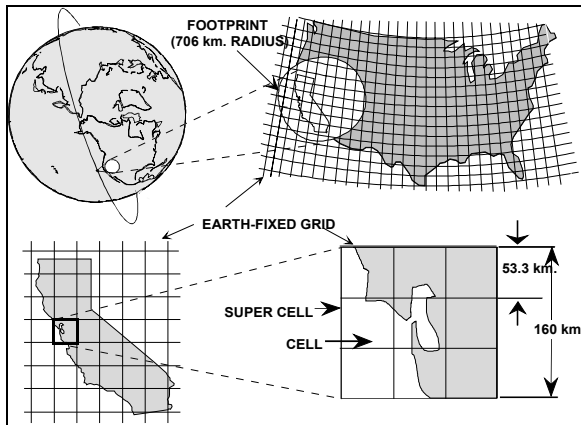 FOOTPRINT
(706 km. RADIUS)
EARTH-FIXED GRID
53.3 km.
SUPER CELL
160 km
CELL